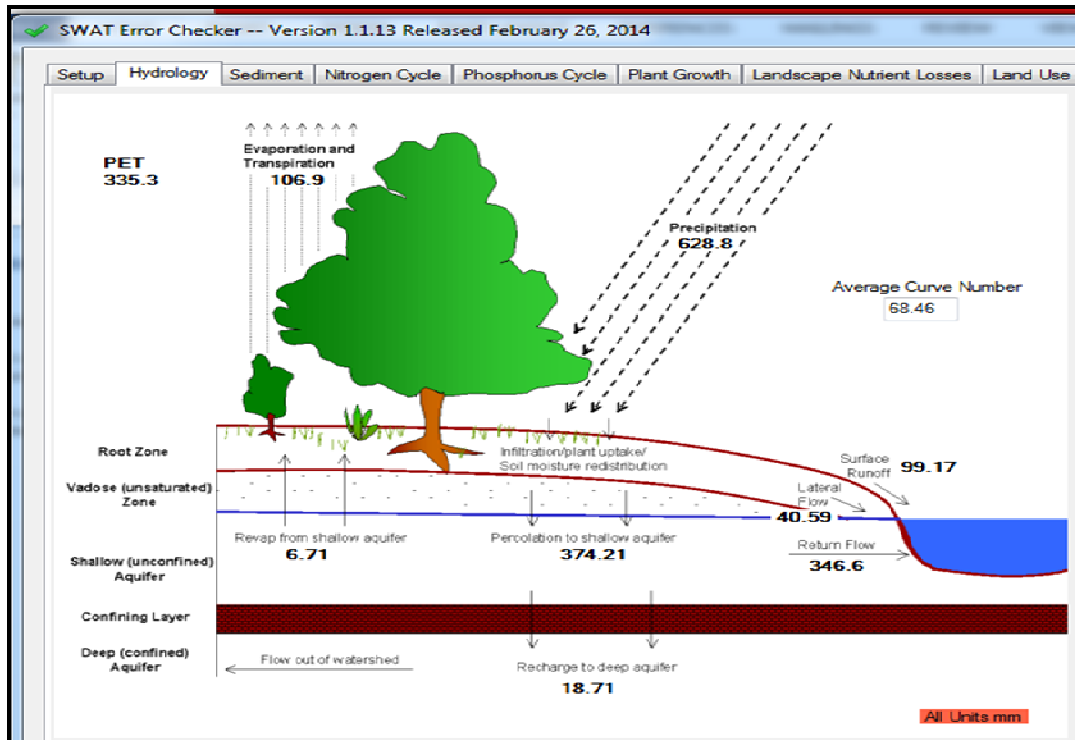 SWAT Error Checker -- Version 1.1.13 Released February 26, 2014
Setup
Hydrology
Sediment
Nitrogen Cycle
Phosphorus Cycle
Plant Growth
Landscape Nutrient Losses
Land Use
PET
335.3
Evaporation and
Transpiration
106.9
Precipitation
628.8
Average Curve Number
68.46
Root Zone
Infiltration/plant uptake/
Soil moisture redistribution
Surface
Runoff
99.17
Vadose (unsaturated)
Zone
Lateral
Flow
40.59
Revap from shallow aquifer
6.71
Percolation to shallow aquifer
374.21
Return Flow
346.6
Shallow (unconfined)
Aquifer
Confining Layer
Deep (confined)
Aquifer
Flow out of watershed
Recharge to deep aquifer
18.71
All Units mm